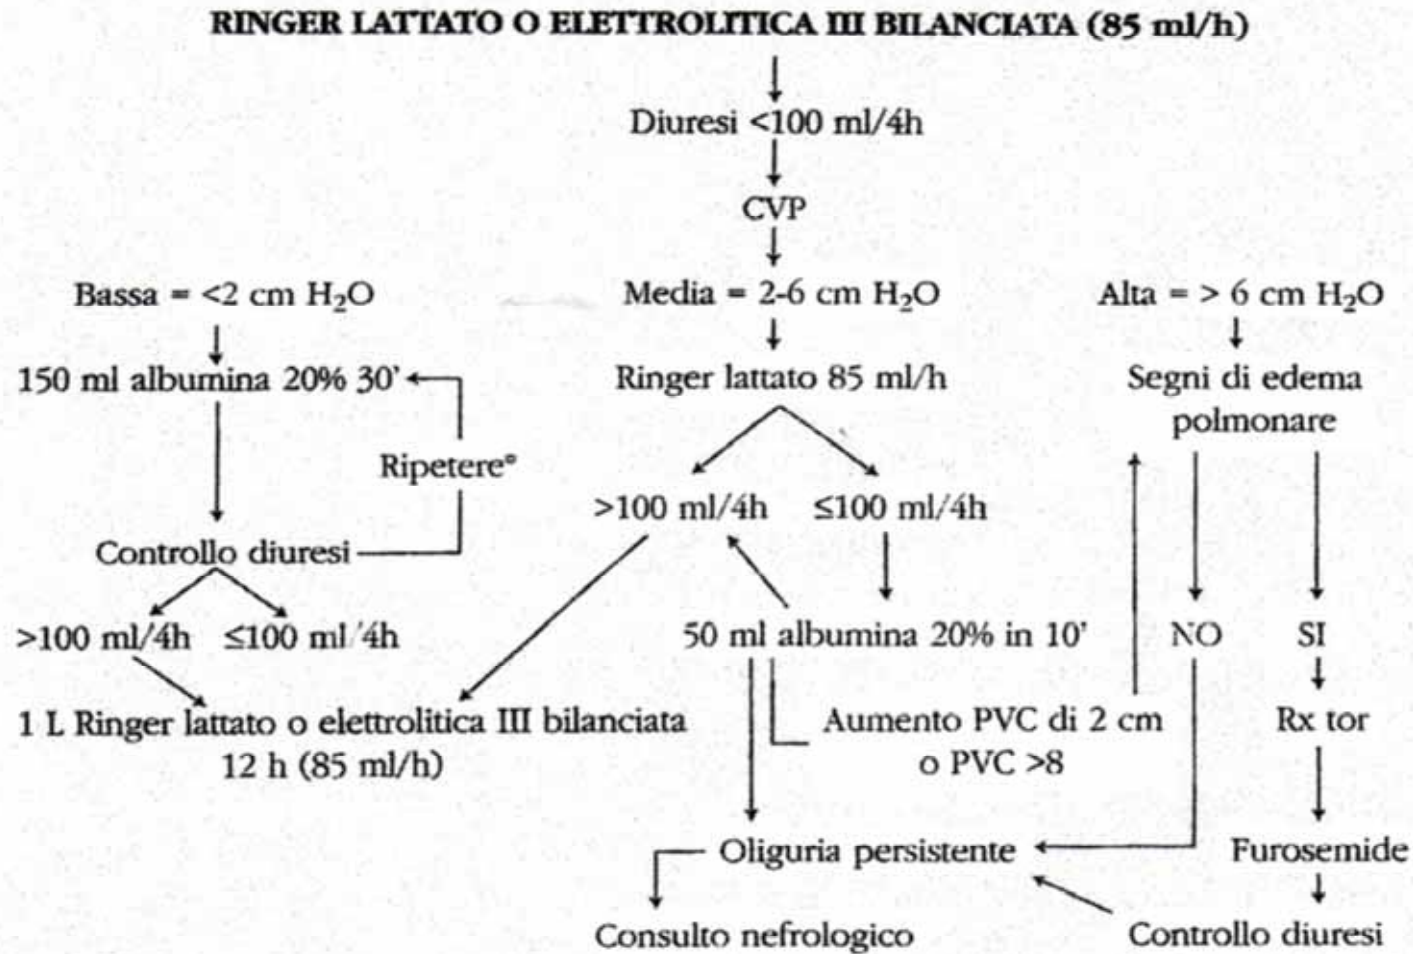 RINGER LATTATO O ELETTROLITICA III BILANCIATA (85 ml/h)
Diuresi <100 ml/4h
CVP
Bassa = <2 cm H₂O
Media = 2-6 cm H₂O
Alta = > 6 cm H₂O
150 ml albumina 20% 30'
Ringer lattato 85 ml/h
Segni di edema
polmonare
Ripetere*
>100 ml/4h
≤100 ml/4h
Controllo diuresi
>100 ml/4h
≤100 ml/4h
50 ml albumina 20% in 10'
NO
SI
1 L Ringer lattato o elettrolitica III bilanciata
12 h (85 ml/h)
Aumento PVC di 2 cm
o PVC >8
Rx tor
Oliguria persistente
Furosemide
Consulto nefrologico
Controllo diuresi